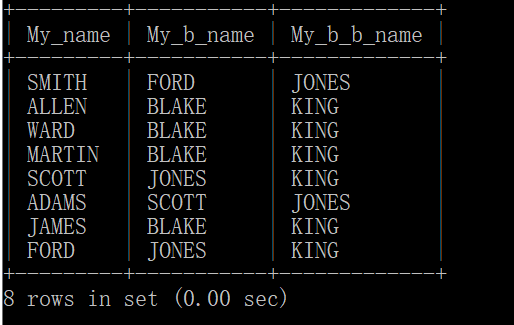 My_name My_b_name My_b_b_name
SMITH FORD JONES
ALLEN BLAKE KING
WARD BLAKE KING
MARTIN BLAKE KING
SCOTT JONES KING
ADAMS SCOTT JONES
JAMES BLAKE KING
FORD JONES KING
8 rows in set (0.00 sec)